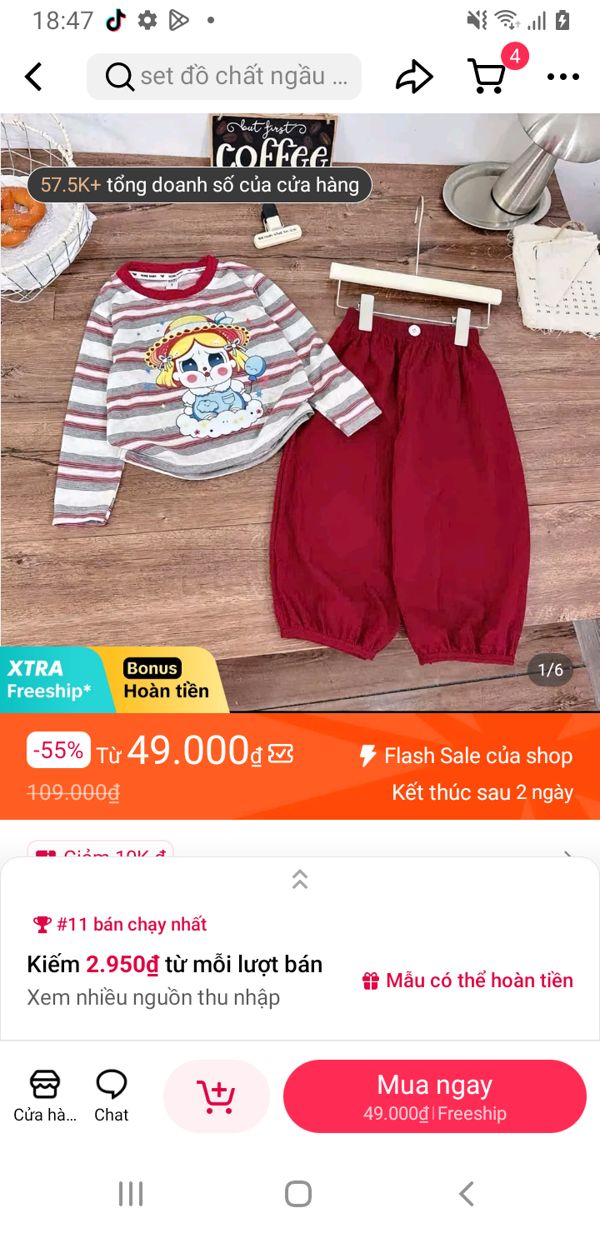 18:47
set đồ chất ngầu ...
4
but first
COFFEE
57.5K+ tổng doanh số của cửa hàng
1/6
XTRA
Freeship*
Bonus
Hoàn tiền
-55% Từ 49.000₫
109.000₫
Flash Sale của shop
Kết thúc sau 2 ngày
Giảm 10K ₫
#11 bán chạy nhất
Kiếm 2.950₫ từ mỗi lượt bán
Xem nhiều nguồn thu nhập
Mẫu có thể hoàn tiền
Cửa hà...
Chat
Mua ngay
49.000₫ | Freeship